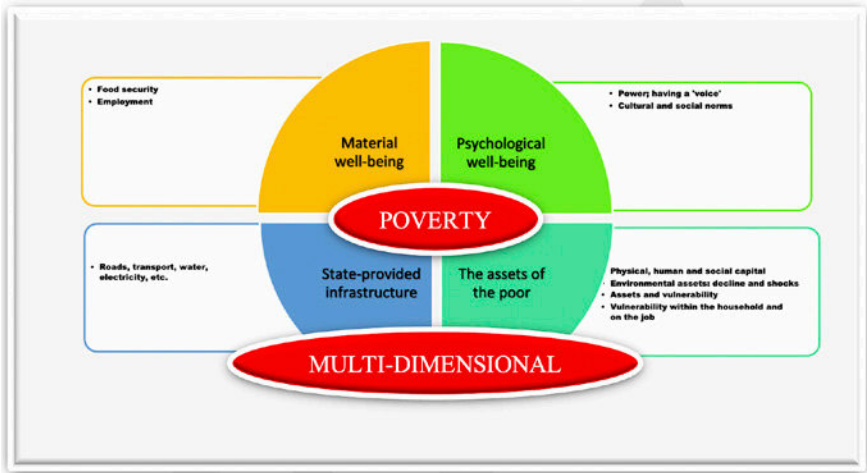 • Food security
• Employment
Material
well-being
Psychological
well-being
• Power; having a 'voice'
• Cultural and social norms
POVERTY
• Roads, transport, water,
electricity, etc.
State-provided
infrastructure
The assets of
the poor
Physical, human and social capital
• Environmental assets: decline and shocks
• Assets and vulnerability
• Vulnerability within the household and
on the job
MULTI-DIMENSIONAL